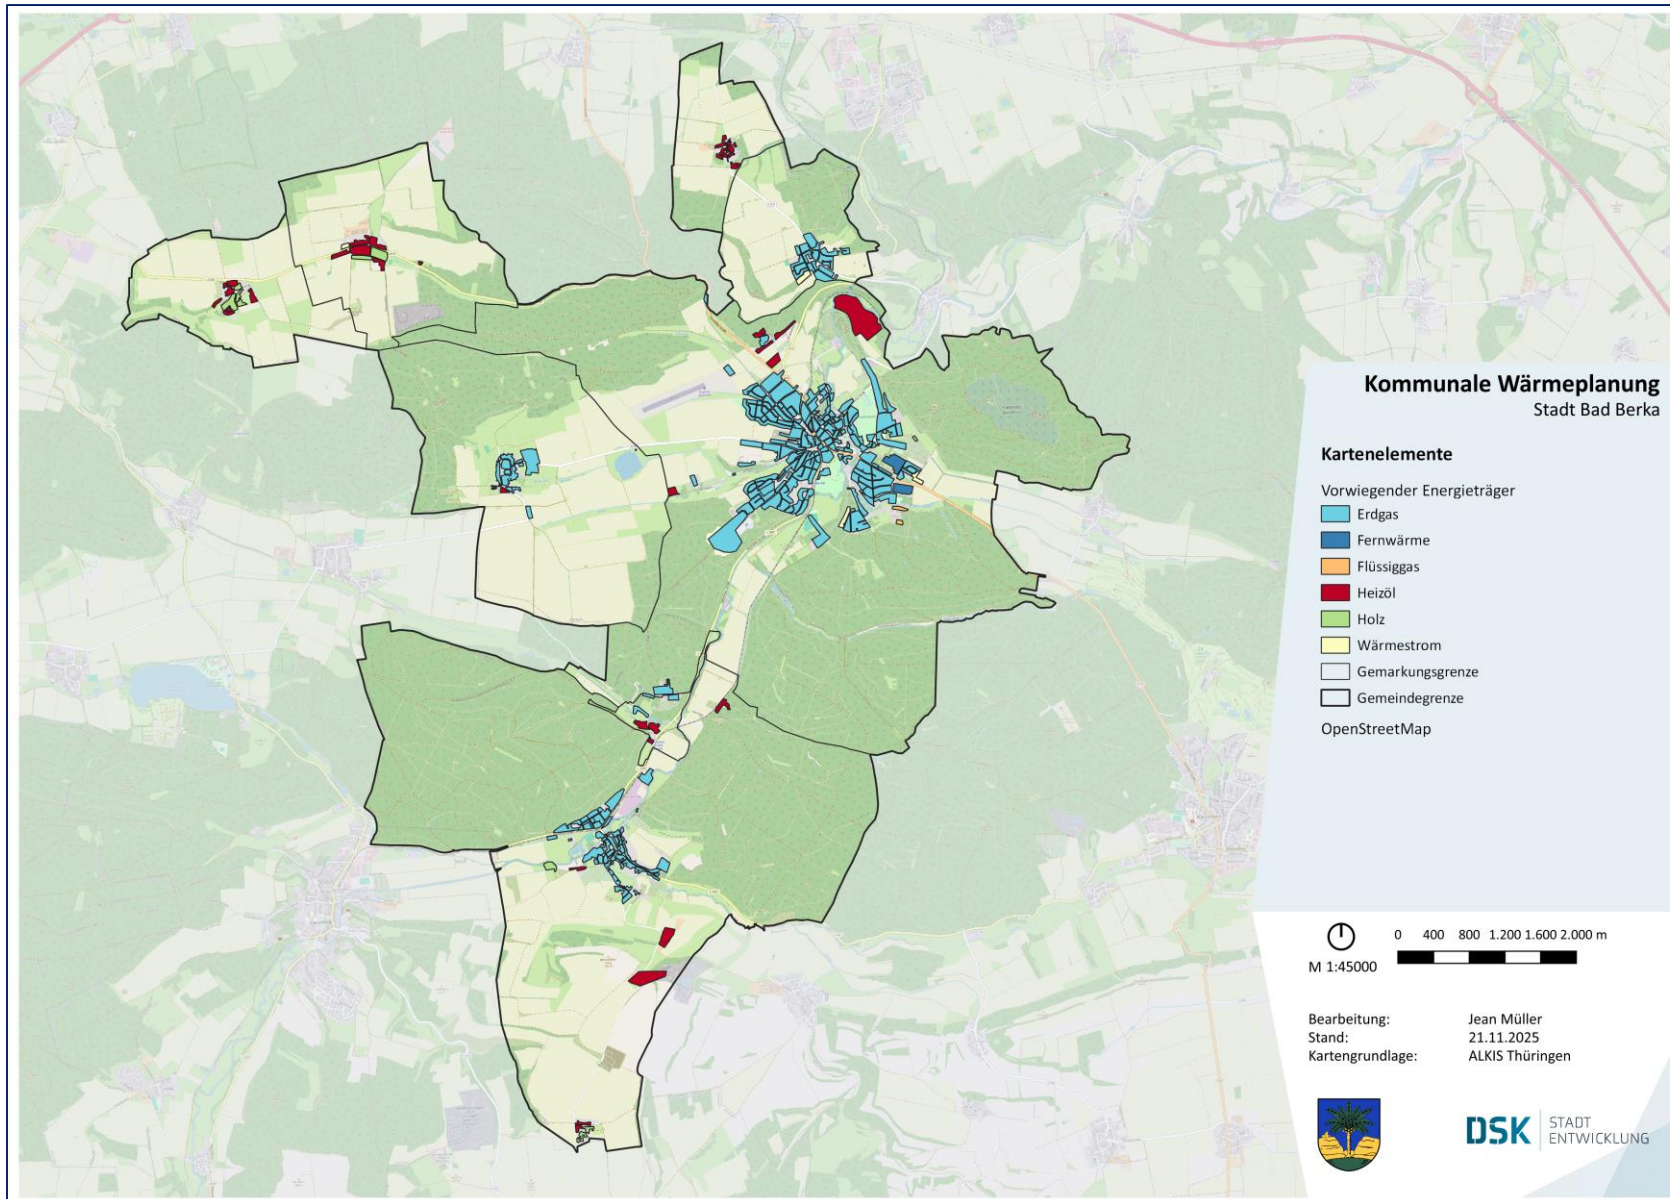 Kommunale Wärmeplanung
Stadt Bad Berka
Kartenelemente
Vorwiegender Energieträger
Erdgas
Fernwärme
Flüssiggas
Heizöl
Holz
Wärmestrom
Gemarkungsgrenze
Gemeindegrenze
OpenStreetMap
0 400 800 1.200 1.600 2.000 m
M 1:45000
Bearbeitung: Jean Müller
Stand: 21.11.2025
Kartengrundlage: ALKIS Thüringen
DSK STADT
ENTWICKLUNG